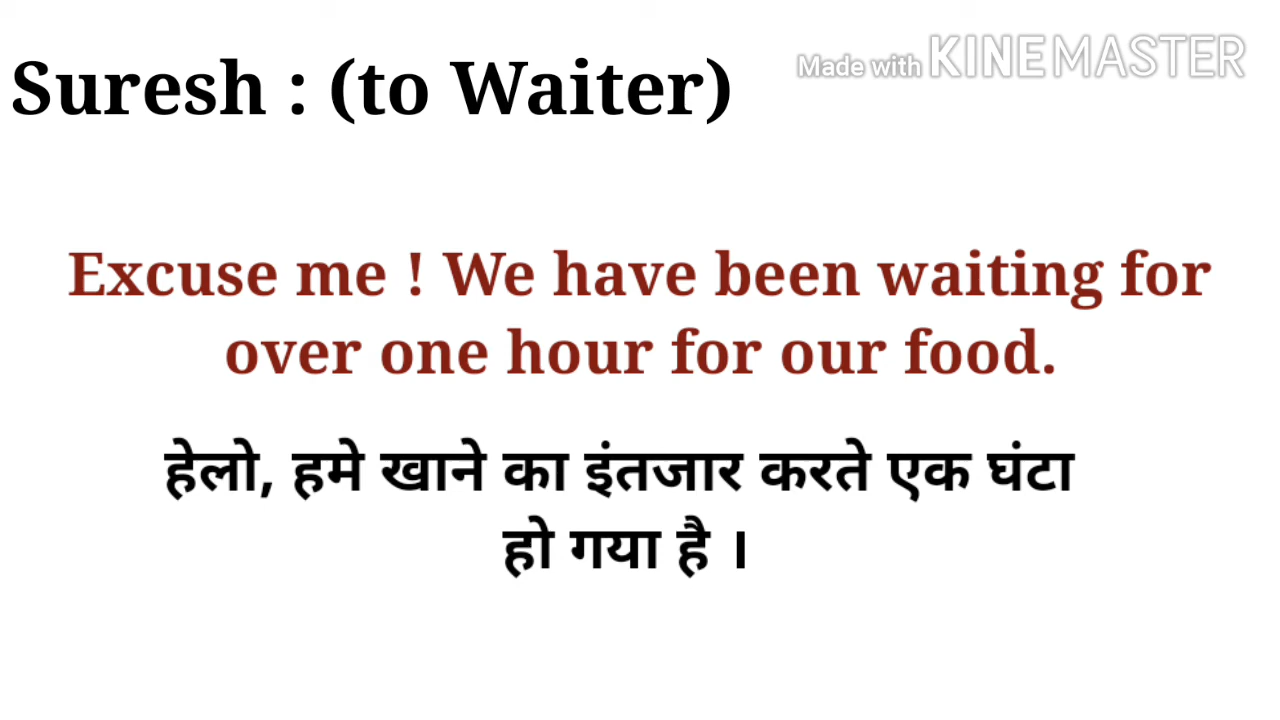 Suresh : (to Waiter)
Made with KINEMASTER
Excuse me ! We have been waiting for
over one hour for our food.
हेलो, हमे खाने का इंतजार करते एक घंटा
हो गया है ।